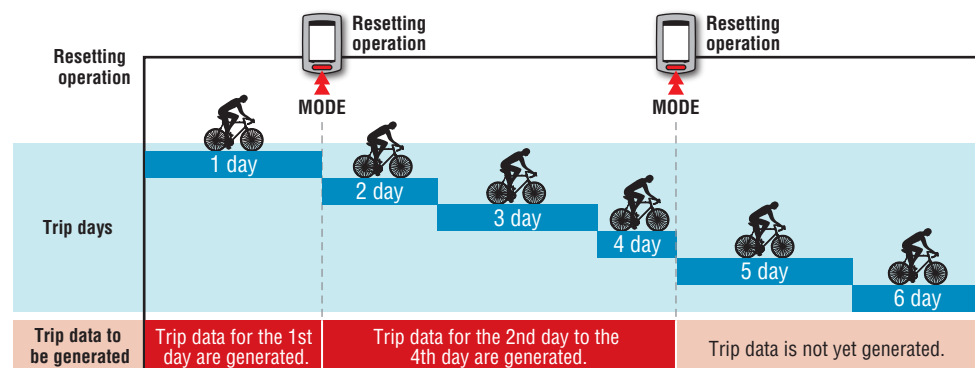 Resetting
operation
Resetting
operation
Resetting
operation
MODE
MODE
Trip days
1 day
2 day
3 day
4 day
5 day
6 day
Trip data to
be generated
Trip data for the 1st
day are generated.
Trip data for the 2nd day to the
4th day are generated.
Trip data is not yet generated.